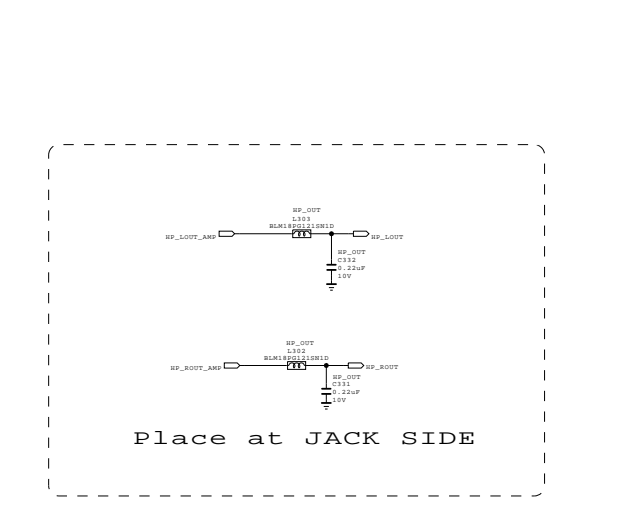 HP_OUT
L303
BLM18PG121SN1D
HP_LOUT_AMP
HP_LOUT
HP_OUT
C332
0.22uF
10V
HP_OUT
L302
BLM18PG121SN1D
HP_ROUT_AMP
HP_ROUT
HP_OUT
C331
0.22uF
10V
Place at JACK SIDE